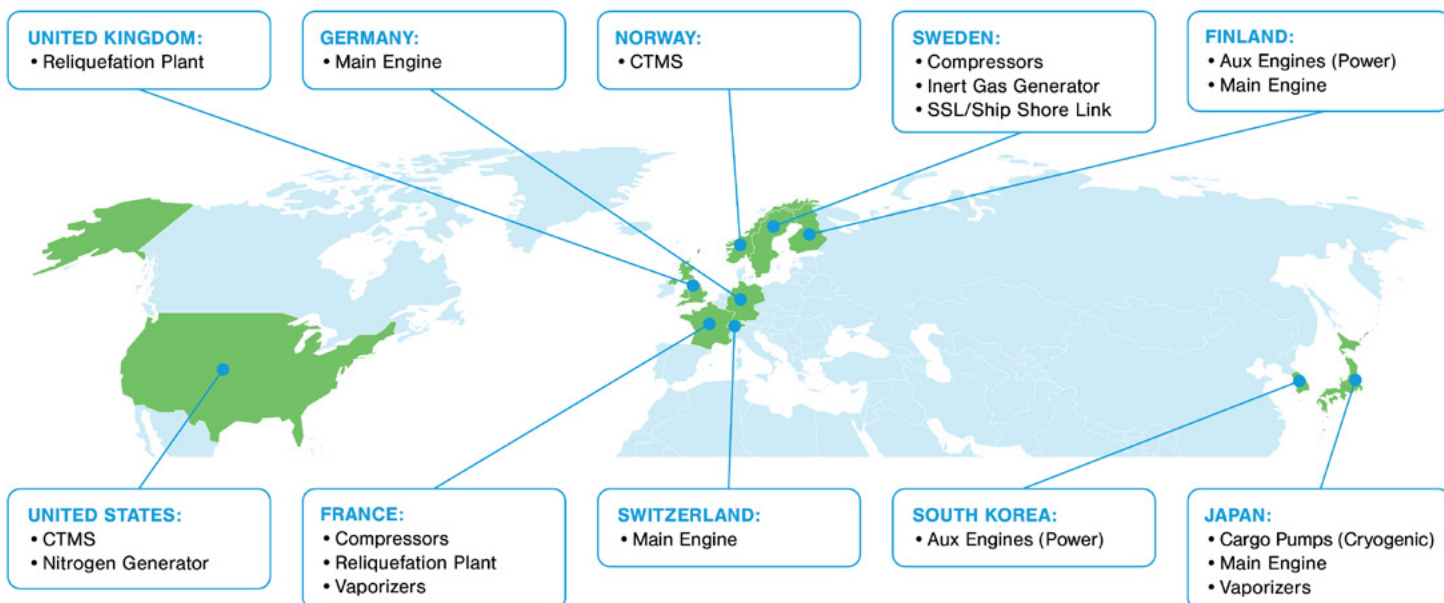 UNITED KINGDOM:
• Reliquefation Plant
GERMANY:
• Main Engine
NORWAY:
• CTMS
SWEDEN:
• Compressors
• Inert Gas Generator
• SSL/Ship Shore Link
FINLAND:
• Aux Engines (Power)
• Main Engine
UNITED STATES:
• CTMS
• Nitrogen Generator
FRANCE:
• Compressors
• Reliquefation Plant
• Vaporizers
SWITZERLAND:
• Main Engine
SOUTH KOREA:
• Aux Engines (Power)
JAPAN:
• Cargo Pumps (Cryogenic)
• Main Engine
• Vaporizers